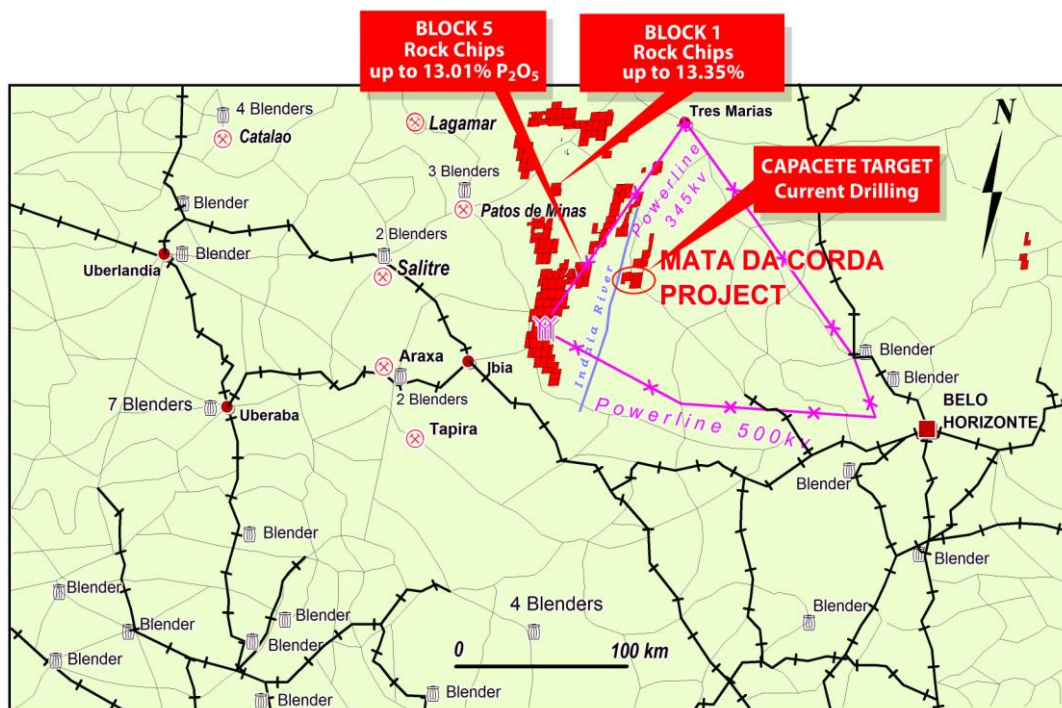 BLOCK 5
Rock Chips
up to 13.01% P₂O₅
BLOCK 1
Rock Chips
up to 13.35%
4 Blenders
Catalao
Lagamar
Tres Marias
N
Powerline
345kv
CAPACETE TARGET
Current Drilling
3 Blenders
Patos de Minas
Blender
Uberlandia
Blender
2 Blenders
Salitre
MATA DA CORDA
PROJECT
Indaia River
Araxa
2 Blenders
Ibia
7 Blenders
Uberaba
Tapira
Powerline 500kv
Blender
Blender
BELO
HORIZONTE
Blender
Blender
Blender
Blender
Blender
Blender
Blender
Blender
Blender
Blender
4 Blenders
Blender
Blender
0
100 km